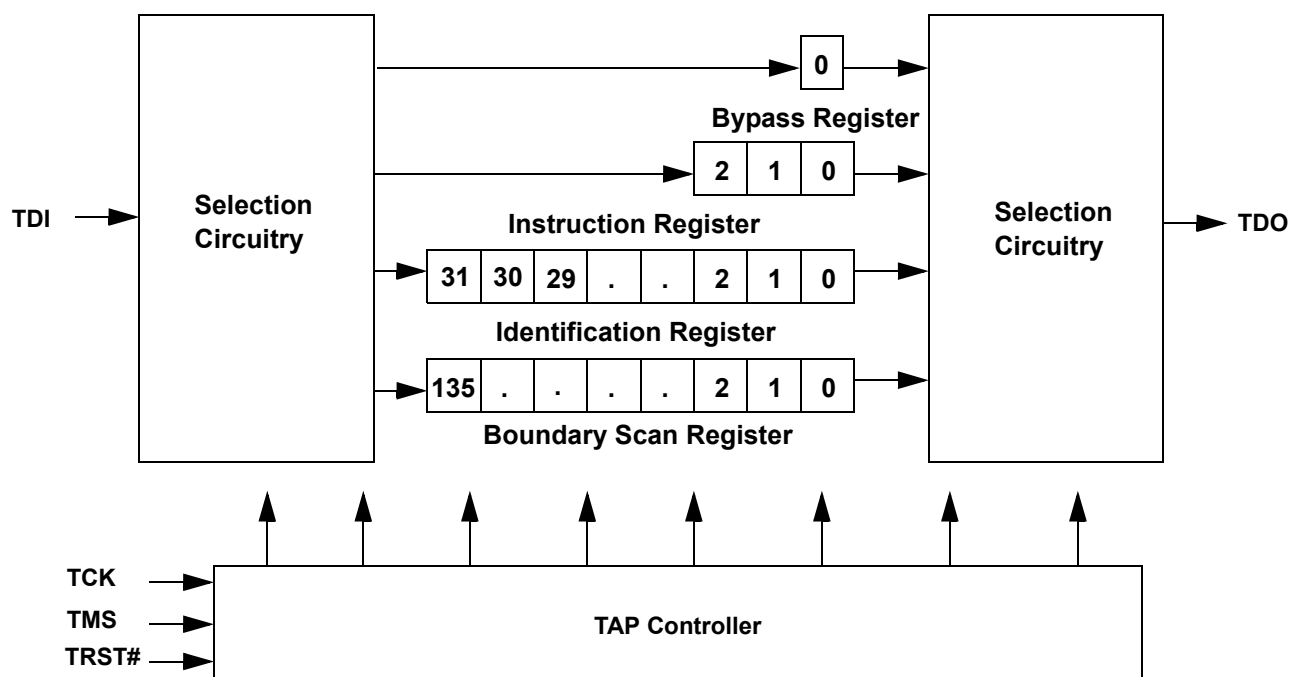 0
Bypass Register
2 1 0
TDI
Selection
Circuitry
Selection
Circuitry
TDO
Instruction Register
31 30 29 . . 2 1 0
Identification Register
135 . . . . 2 1 0
Boundary Scan Register
TCK
TMS
TAP Controller
TRST#